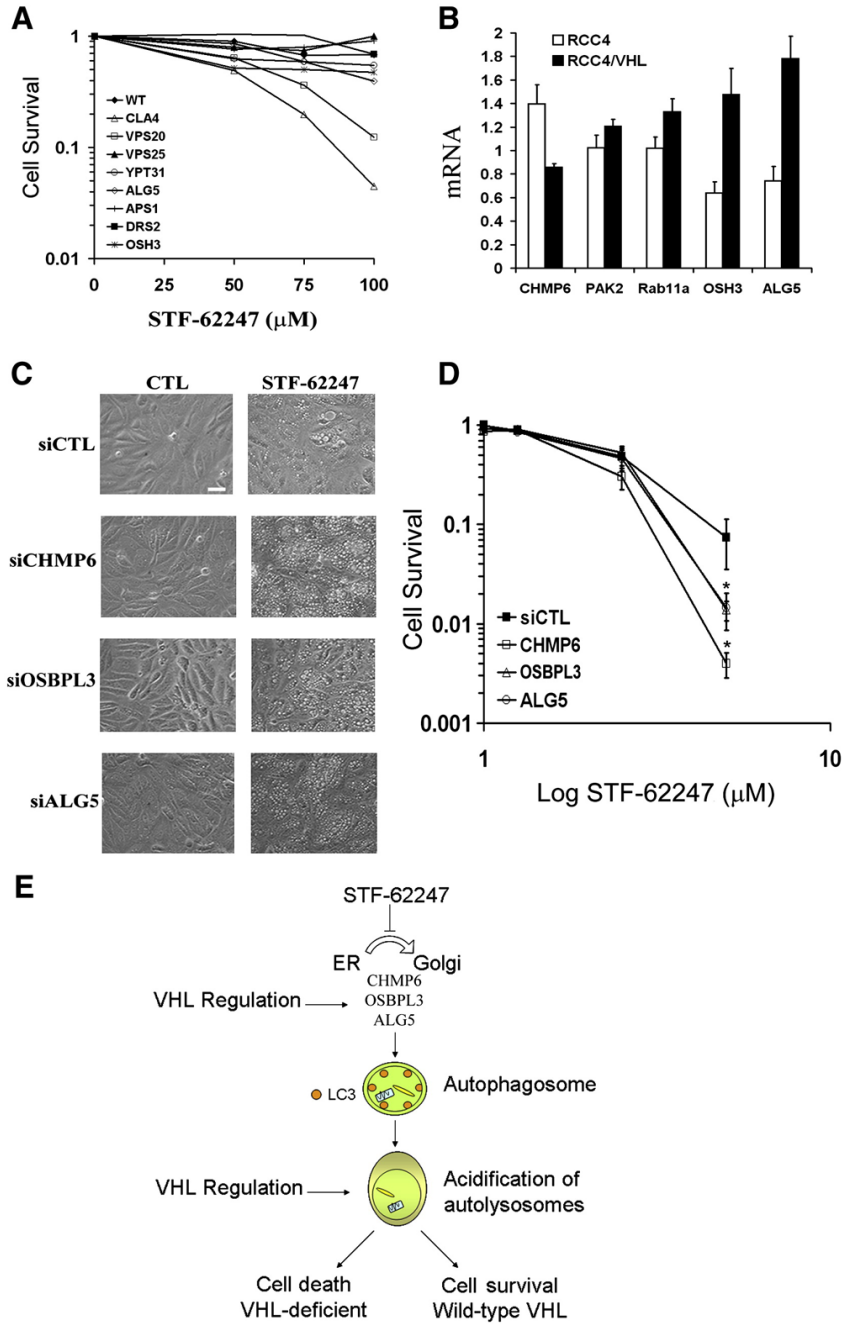 A
Cell Survival
1
0.1
0.01
WT
CLA4
VPS20
VPS25
YPT31
ALG5
APS1
DRS2
OSH3
0 25 50 75 100
STF-62247 (µM)
B
mRNA
2
1.8
1.6
1.4
1.2
1
0.8
0.6
0.4
0.2
0
RCC4
RCC4/VHL
CHMP6 PAK2 Rab11a OSH3 ALG5
C
CTL STF-62247
siCTL
siCHMP6
siOSBPL3
siALG5
D
Cell Survival
1
0.1
0.01
0.001
*
*
siCTL
CHMP6
OSBPL3
ALG5
1 10
Log STF-62247 (µM)
E
STF-62247
ER Golgi
CHMP6
VHL Regulation
OSBPL3
ALG5
LC3
Autophagosome
VHL Regulation
Acidification of
autolysosomes
Cell death
VHL-deficient
Cell survival
Wild-type VHL